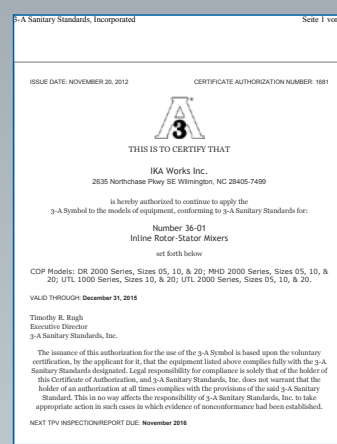 3-A Sanitary Standards, Incorporated Seite 1 von
ISSUE DATE: NOVEMBER 20, 2012 CERTIFICATE AUTHORIZATION NUMBER: 1681
A
3
THIS IS TO CERTIFY THAT
IKA Works Inc.
2635 Northchase Pkwy SE Wilmington, NC 28405-7499
is hereby authorized to continue to apply the
3-A Symbol to the models of equipment, conforming to 3-A Sanitary Standards for:
Number 36-01
Inline Rotor-Stator Mixers
set forth below
COP Models: DR 2000 Series, Sizes 05, 10, & 20; MHD 2000 Series, Sizes 05, 10, &
20; UTL 1000 Series, Sizes 10, & 20; UTL 2000 Series, Sizes 05, 10, & 20.
VALID THROUGH: December 31, 2015
Timothy R. Rugh
Executive Director
3-A Sanitary Standards, Inc.
The issuance of this authorization for the use of the 3-A Symbol is based upon the voluntary
certification, by the applicant for it, that the equipment listed above complies fully with the 3-A
Sanitary Standards designated. Legal responsibility for compliance is solely that of the holder of
this Certificate of Authorization, and 3-A Sanitary Standards, Inc. does not warrant that the
holder of an authorization at all times complies with the provisions of the said 3-A Sanitary
Standard. This in no way affects the responsibility of 3-A Sanitary Standards, Inc. to take
appropriate action in such cases in which evidence of nonconformance had been established.
NEXT TPV INSPECTION/REPORT DUE: November 2016